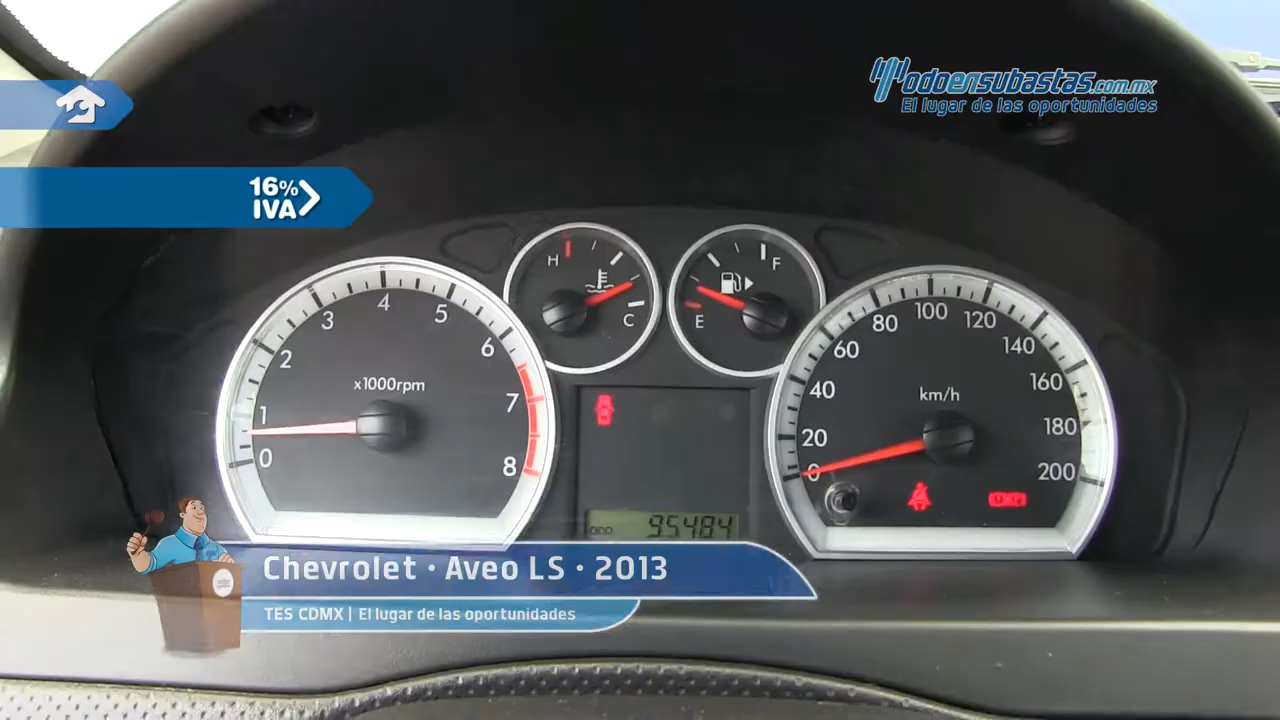 Todoensubastas.com.mx
El lugar de las oportunidades
16%
IVA
H
C
F
E
0
1
2
3
4
5
6
7
8
x1000rpm
0
20
40
60
80
100
120
140
160
180
200
km/h
ODO
95484
Chevrolet · Aveo LS · 2013
TES CDMX | El lugar de las oportunidades